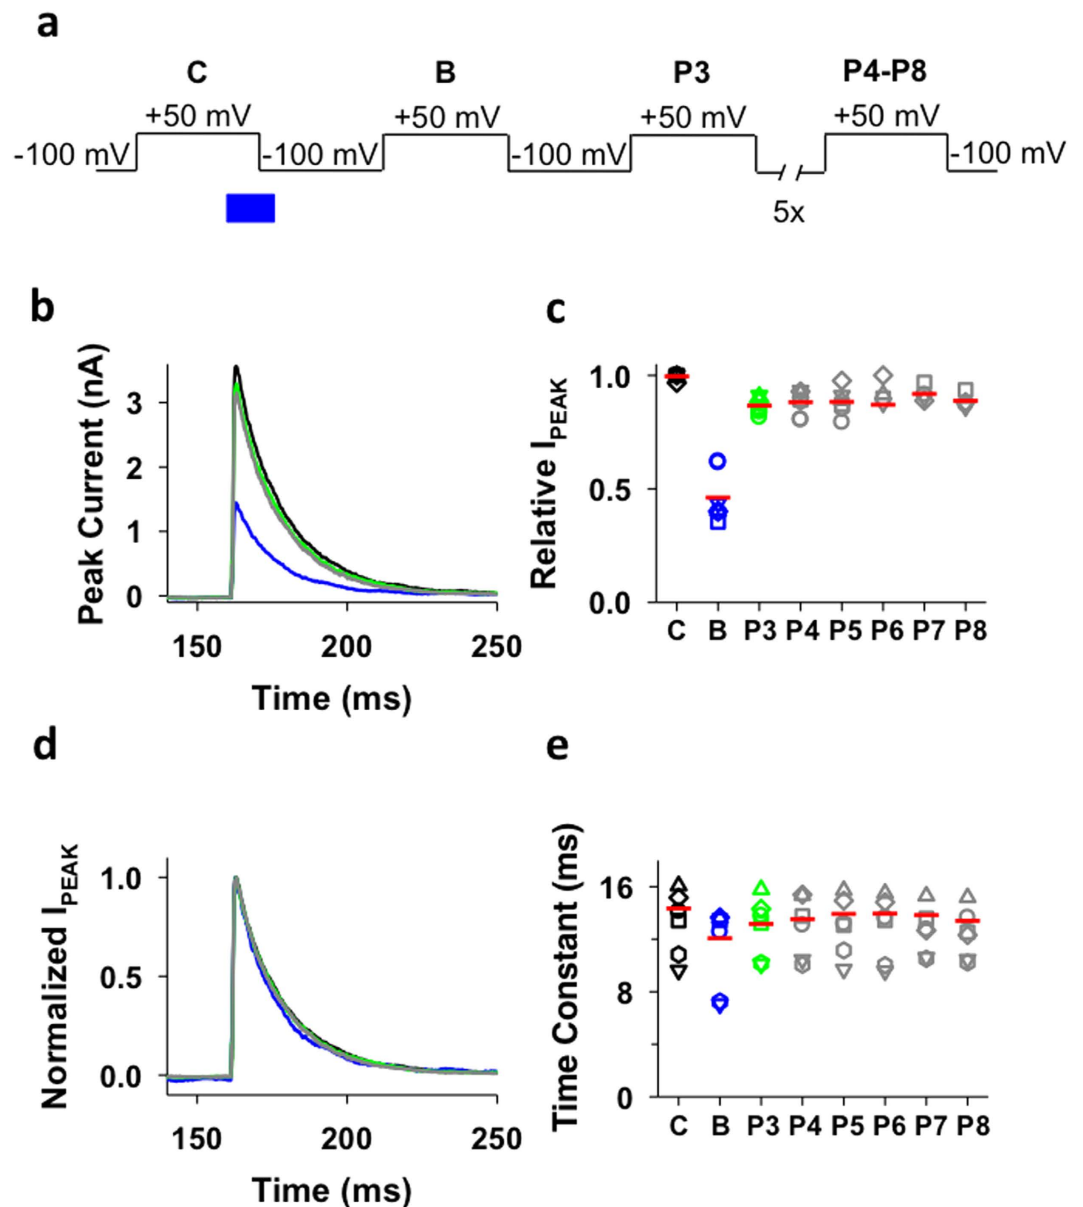 a
C B P3 P4-P8
+50 mV +50 mV +50 mV +50 mV
-100 mV -100 mV -100 mV -100 mV
5x
b
Peak Current (nA)
3
2
1
0
150 200 250
Time (ms)
c
Relative IPEAK
1.0
0.5
0.0
C B P3 P4 P5 P6 P7 P8
d
Normalized IPEAK
1.0
0.5
0.0
150 200 250
Time (ms)
e
Time Constant (ms)
16
8
0
C B P3 P4 P5 P6 P7 P8